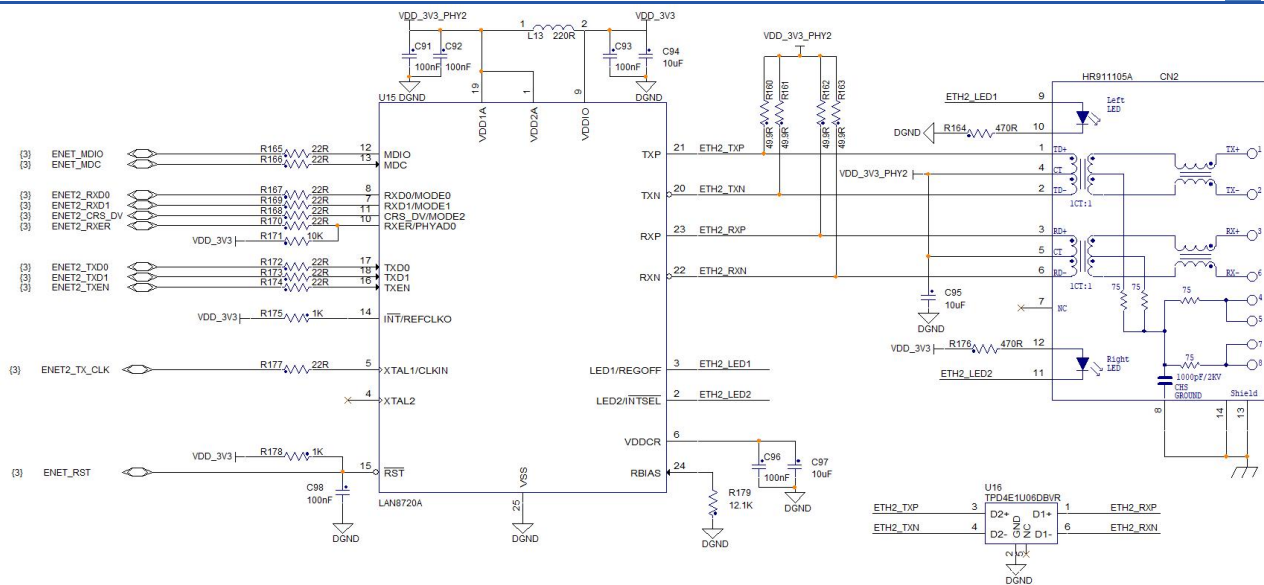 VDD_3V3_PHY2
1
2
L13 220R
VDD_3V3
C91
100nF
C92
100nF
C93
100nF
C94
10uF
DGND
U15 DGND
19
1
9
VDD1A
VDD2A
VDDIO
{3} ENET_MDIO R165 22R 12 MDIO
{3} ENET_MDC R166 22R 13 MDC
{3} ENET2_RXD0 R167 22R 8 RXD0/MODE0
{3} ENET2_RXD1 R169 22R 7 RXD1/MODE1
{3} ENET2_CRS_DV R168 22R 11 CRS_DV/MODE2
{3} ENET2_RXER R170 22R 10 RXER/PHYAD0
VDD_3V3 R171 10K
{3} ENET2_TXD0 R172 22R 17 TXD0
{3} ENET2_TXD1 R173 22R 18 TXD1
{3} ENET2_TXEN R174 22R 16 TXEN
VDD_3V3 R175 1K 14 INT/REFCLKO
{3} ENET2_TX_CLK R177 22R 5 XTAL1/CLKIN
4 XTAL2
VDD_3V3 R178 1K
{3} ENET_RST 15 RST
C98
100nF
DGND
LAN8720A
VSS
25
DGND
TXP 21 ETH2_TXP
TXN 20 ETH2_TXN
RXP 23 ETH2_RXP
RXN 22 ETH2_RXN
LED1/REGOFF 3 ETH2_LED1
LED2/INTSEL 2 ETH2_LED2
VDDCR 6
RBIAS 24
C96
100nF
C97
10uF
DGND
R179
12.1K
DGND
VDD_3V3_PHY2
R160
R161
R162
R163
49.9R
49.9R
49.9R
49.9R
HR911105A CN2
ETH2_LED1 9
Left
LED
DGND R164 470R 10
1 TD+
VDD_3V3_PHY2 4 CT
2 TD-
1CT:1
TX+ 1
TX- 2
3 RD+
5 CT
6 RD-
1CT:1
RX+ 3
RX- 6
C95
10uF
DGND
7 NC
75
75
75
4
5
7
75
8
VDD_3V3 R176 470R 12
ETH2_LED2 11
Right
LED
1000pF/2KV
CHS
GROUND
Shield
8
14
13
U16
TPD4E1U06DBVR
ETH2_TXP 3 D2+ D1+ 1 ETH2_RXP
ETH2_TXN 4 D2- D1- 6 ETH2_RXN
GND
NC
2
5
DGND